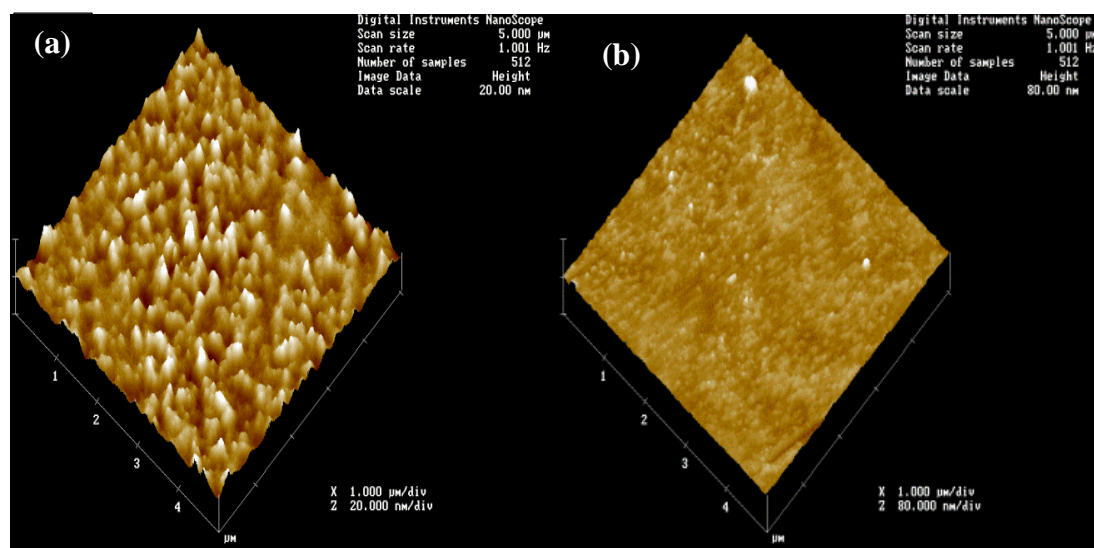 (a)
Digital Instruments NanoScope
Scan size 5.000 µm
Scan rate 1.001 Hz
Number of samples 512
Image Data Height
Data scale 20.00 nm
1
2
3
4
µm
X 1.000 µm/div
Z 20.000 nm/div
(b)
Digital Instruments NanoScope
Scan size 5.000 µm
Scan rate 1.001 Hz
Number of samples 512
Image Data Height
Data scale 80.00 nm
1
2
3
4
µm
X 1.000 µm/div
Z 80.000 nm/div